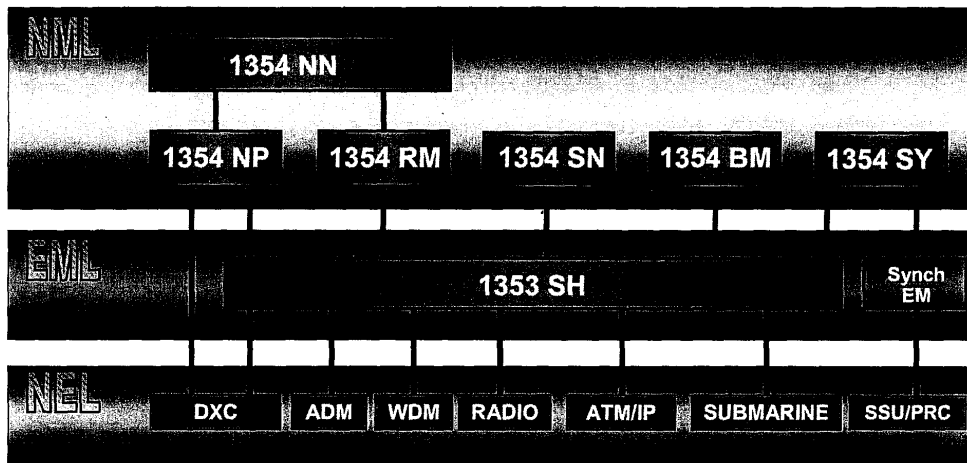 NML
1354 NN
1354 NP
1354 RM
1354 SN
1354 BM
1354 SY
EML
1353 SH
Synch
EM
NEL
DXC
ADM
WDM
RADIO
ATM/IP
SUBMARINE
SSU/PRC